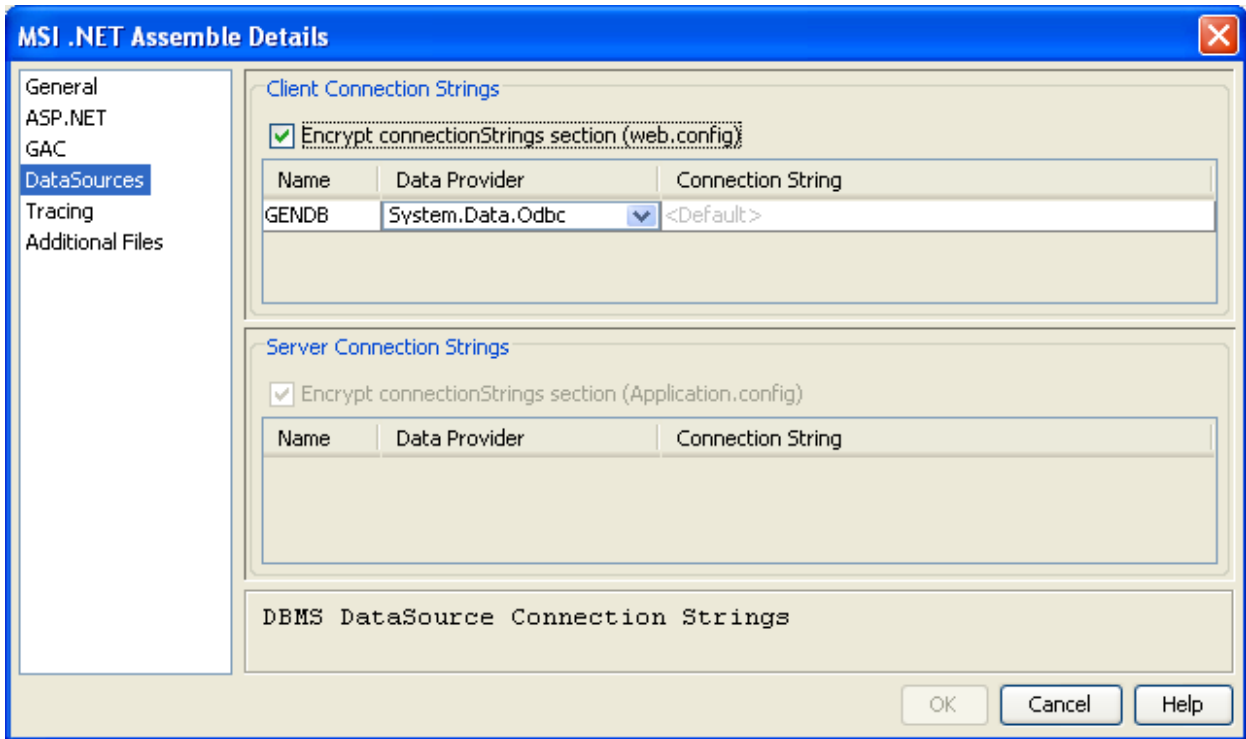 MSI .NET Assemble Details
General
ASP.NET
GAC
DataSources
Tracing
Additional Files
Client Connection Strings
Encrypt connectionStrings section (web.config)
Name Data Provider Connection String
GENDB System.Data.Odbc <Default>
Server Connection Strings
Encrypt connectionStrings section (Application.config)
Name Data Provider Connection String
DBMS DataSource Connection Strings
OK Cancel Help